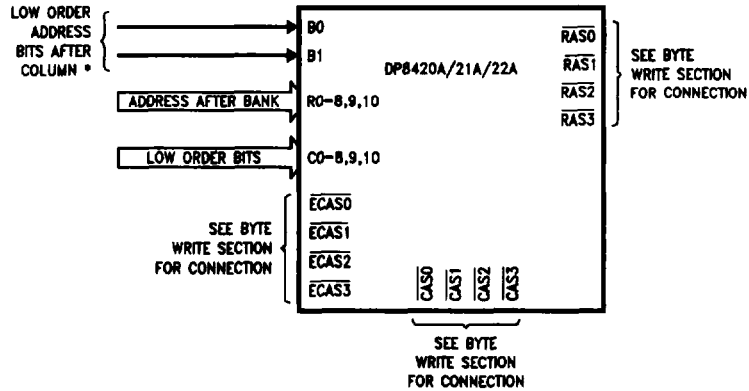 LOW ORDER
ADDRESS
BITS AFTER
COLUMN *
B0
B1
ADDRESS AFTER BANK
R0-8,9,10
LOW ORDER BITS
C0-8,9,10
SEE BYTE
WRITE SECTION
FOR CONNECTION
ECAS0
ECAS1
ECAS2
ECAS3
DP8420A/21A/22A
RAS0
RAS1
RAS2
RAS3
SEE BYTE
WRITE SECTION
FOR CONNECTION
CAS0
CAS1
CAS2
CAS3
SEE BYTE
WRITE SECTION
FOR CONNECTION